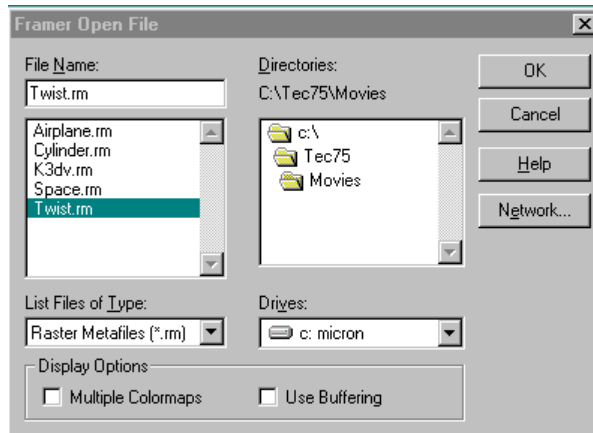 Framer Open File
File Name:
Twist.rm
Airplane.rm
Cylinder.rm
K3dv.rm
Space.rm
Twist.rm
Directories:
C:\Tec75\Movies
c:\
Tec75
Movies
OK
Cancel
Help
Network...
List Files of Type:
Raster Metafiles (*.rm)
Drives:
c: micron
Display Options
Multiple Colormaps
Use Buffering